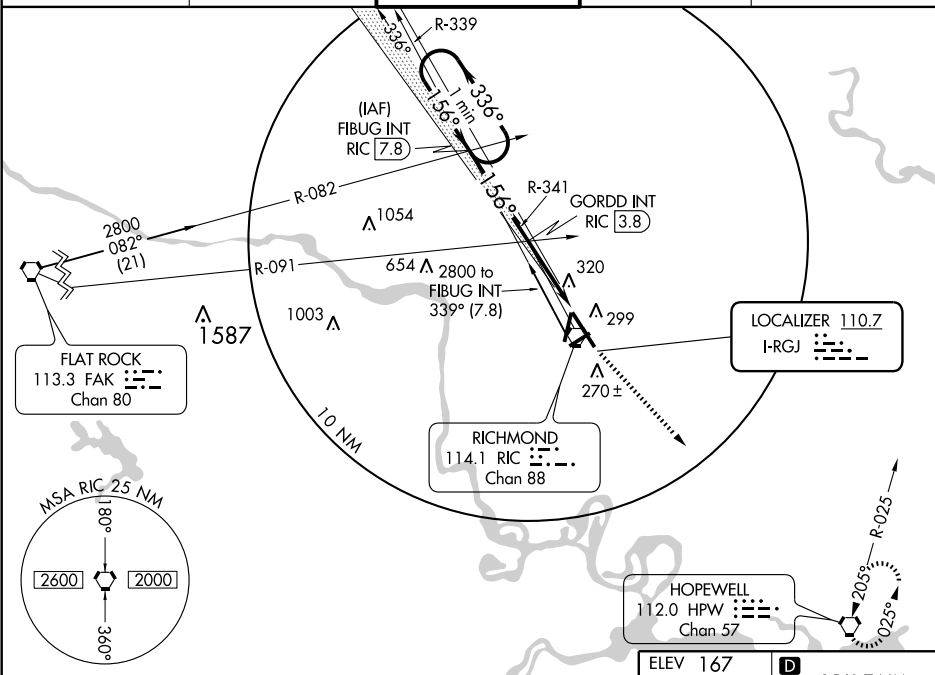 R-339
336°
336°
156°
1 min
(IAF)
FIBUG INT
RIC 7.8
R-082
156°
R-341
GORDD INT
RIC 3.8
1054
2800
082°
(21)
R-091
654
2800 to
FIBUG INT
339° (7.8)
320
299
1003
1587
LOCALIZER 110.7
I-RGJ
FLAT ROCK
113.3 FAK
Chan 80
270±
10 NM
RICHMOND
114.1 RIC
Chan 88
MSA RIC 25 NM
180°
2600
2000
360°
R-025
205°
025°
HOPEWELL
112.0 HPW
Chan 57
ELEV 167
D